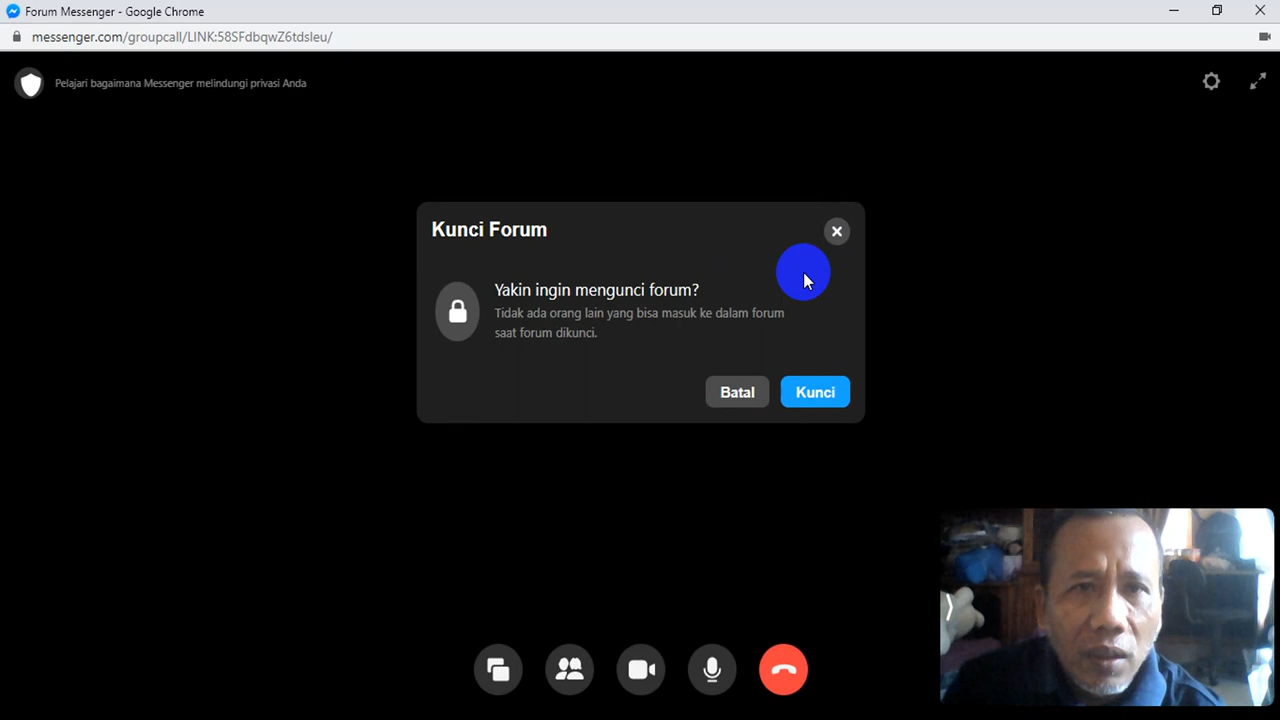 Forum Messenger - Google Chrome
messenger.com/groupcall/LINK:58SFdbqwZ6tdsleu/
Pelajari bagaimana Messenger melindungi privasi Anda
Kunci Forum
Yakin ingin mengunci forum?
Tidak ada orang lain yang bisa masuk ke dalam forum
saat forum dikunci.
Batal
Kunci